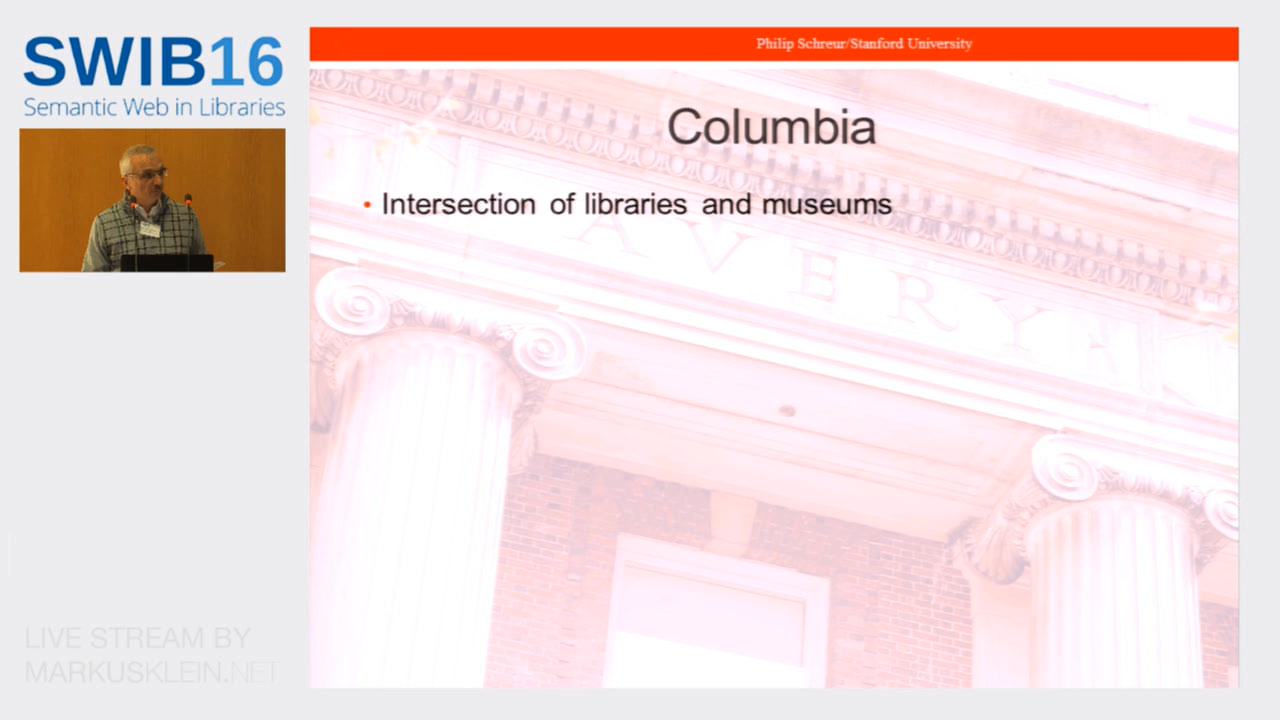 SWIB16
Semantic Web in Libraries
Philip Schreur/Stanford University
Columbia
• Intersection of libraries and museums
AVERY
LIVE STREAM BY
MARKUSKLEIN.NET